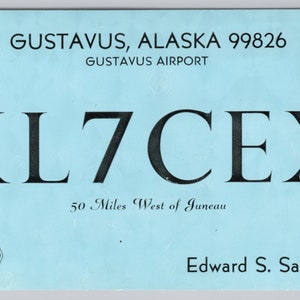 GUSTAVUS, ALASKA 99826
GUSTAVUS AIRPORT
L7CE
50 Miles West of Juneau
Edward S. Sa